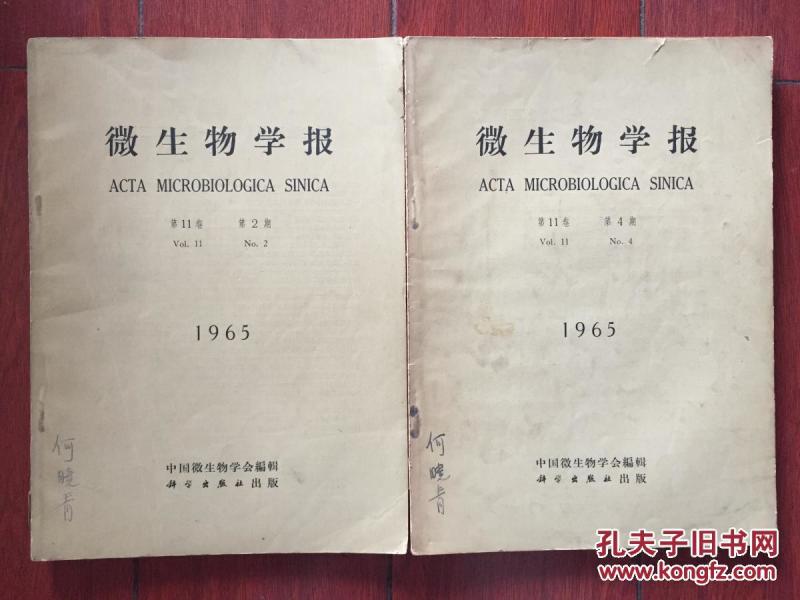 微生物学报
ACTA MICROBIOLOGICA SINICA
第11卷 第2期
Vol. 11 No. 2
1965
中国微生物学会編輯
科学出版社 出版
何晓青
微生物学报
ACTA MICROBIOLOGICA SINICA
第11卷 第4期
Vol. 11 No. 4
1965
中国微生物学会編輯
科学出版社 出版
何晓青
孔夫子旧书网
www.kongfz.com